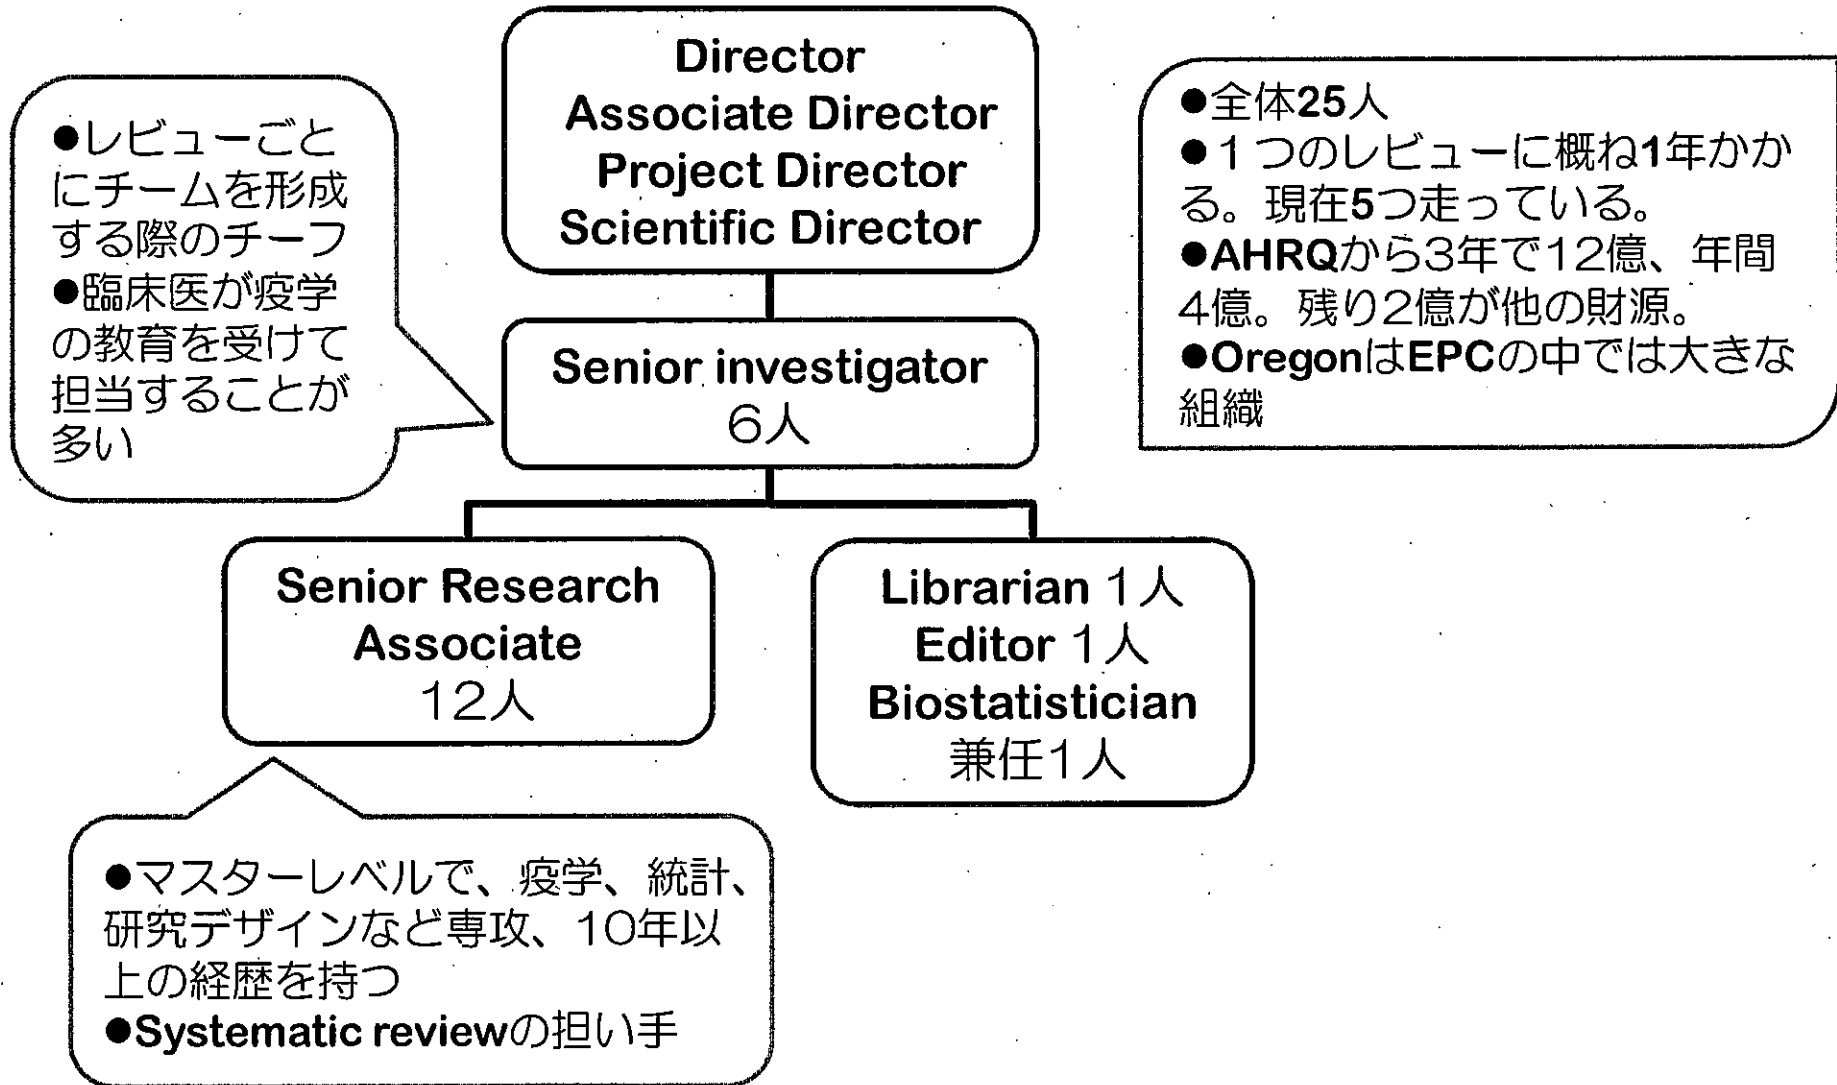 Director
Associate Director
Project Director
Scientific Director
●レビューごと
にチームを形成
する際のチーフ
●臨床医が疫学
の教育を受けて
担当することが
多い
●全体25人
●１つのレビューに概ね1年かか
る。現在5つ走っている。
●AHRQから3年で12億、年間
4億。残り2億が他の財源。
●OregonはEPCの中では大きな
組織
Senior investigator
6人
Senior Research
Associate
12人
Librarian 1人
Editor 1人
Biostatistician
兼任1人
●マスターレベルで、疫学、統計、
研究デザインなど専攻、10年以
上の経歴を持つ
●Systematic reviewの担い手